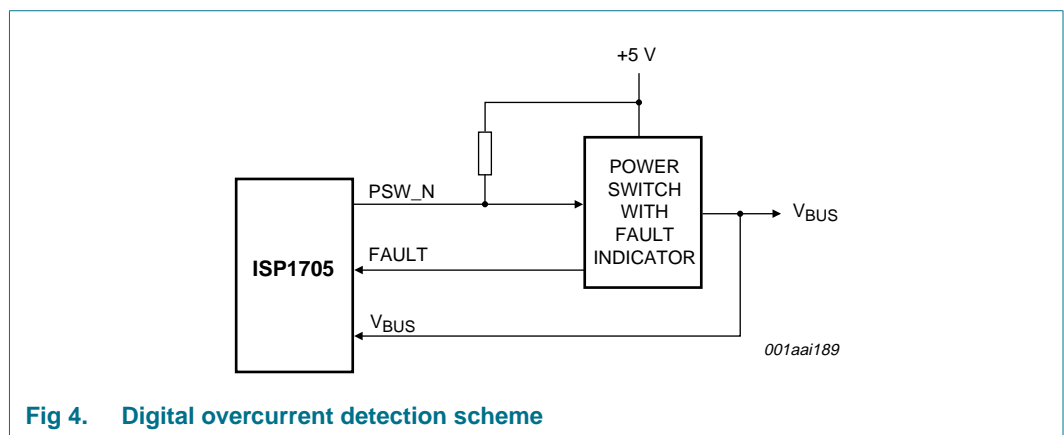 +5 V
POWER
SWITCH
WITH
FAULT
INDICATOR
PSW_N
FAULT
ISP1705
VBUS
VBUS
001aai189
Fig 4. Digital overcurrent detection scheme